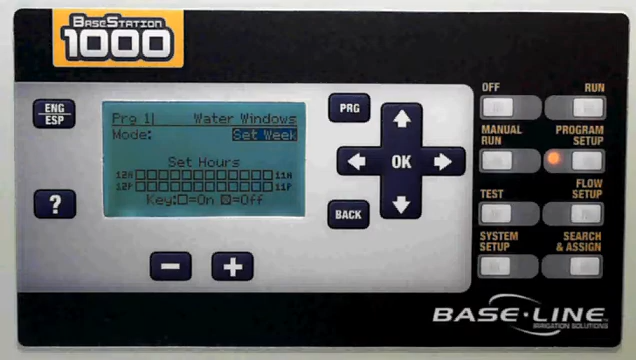 BASESTATION
1000
ENG
ESP
?
Prg 1 Water Windows
Mode: Set Week
Set Hours
12A 11A
12P 11P
Key:□=On ☒=Off
PRG
OK
BACK
- +
OFF RUN
MANUAL RUN
PROGRAM SETUP
TEST
FLOW SETUP
SYSTEM SETUP
SEARCH & ASSIGN
BASE·LINE
IRRIGATION SOLUTIONS